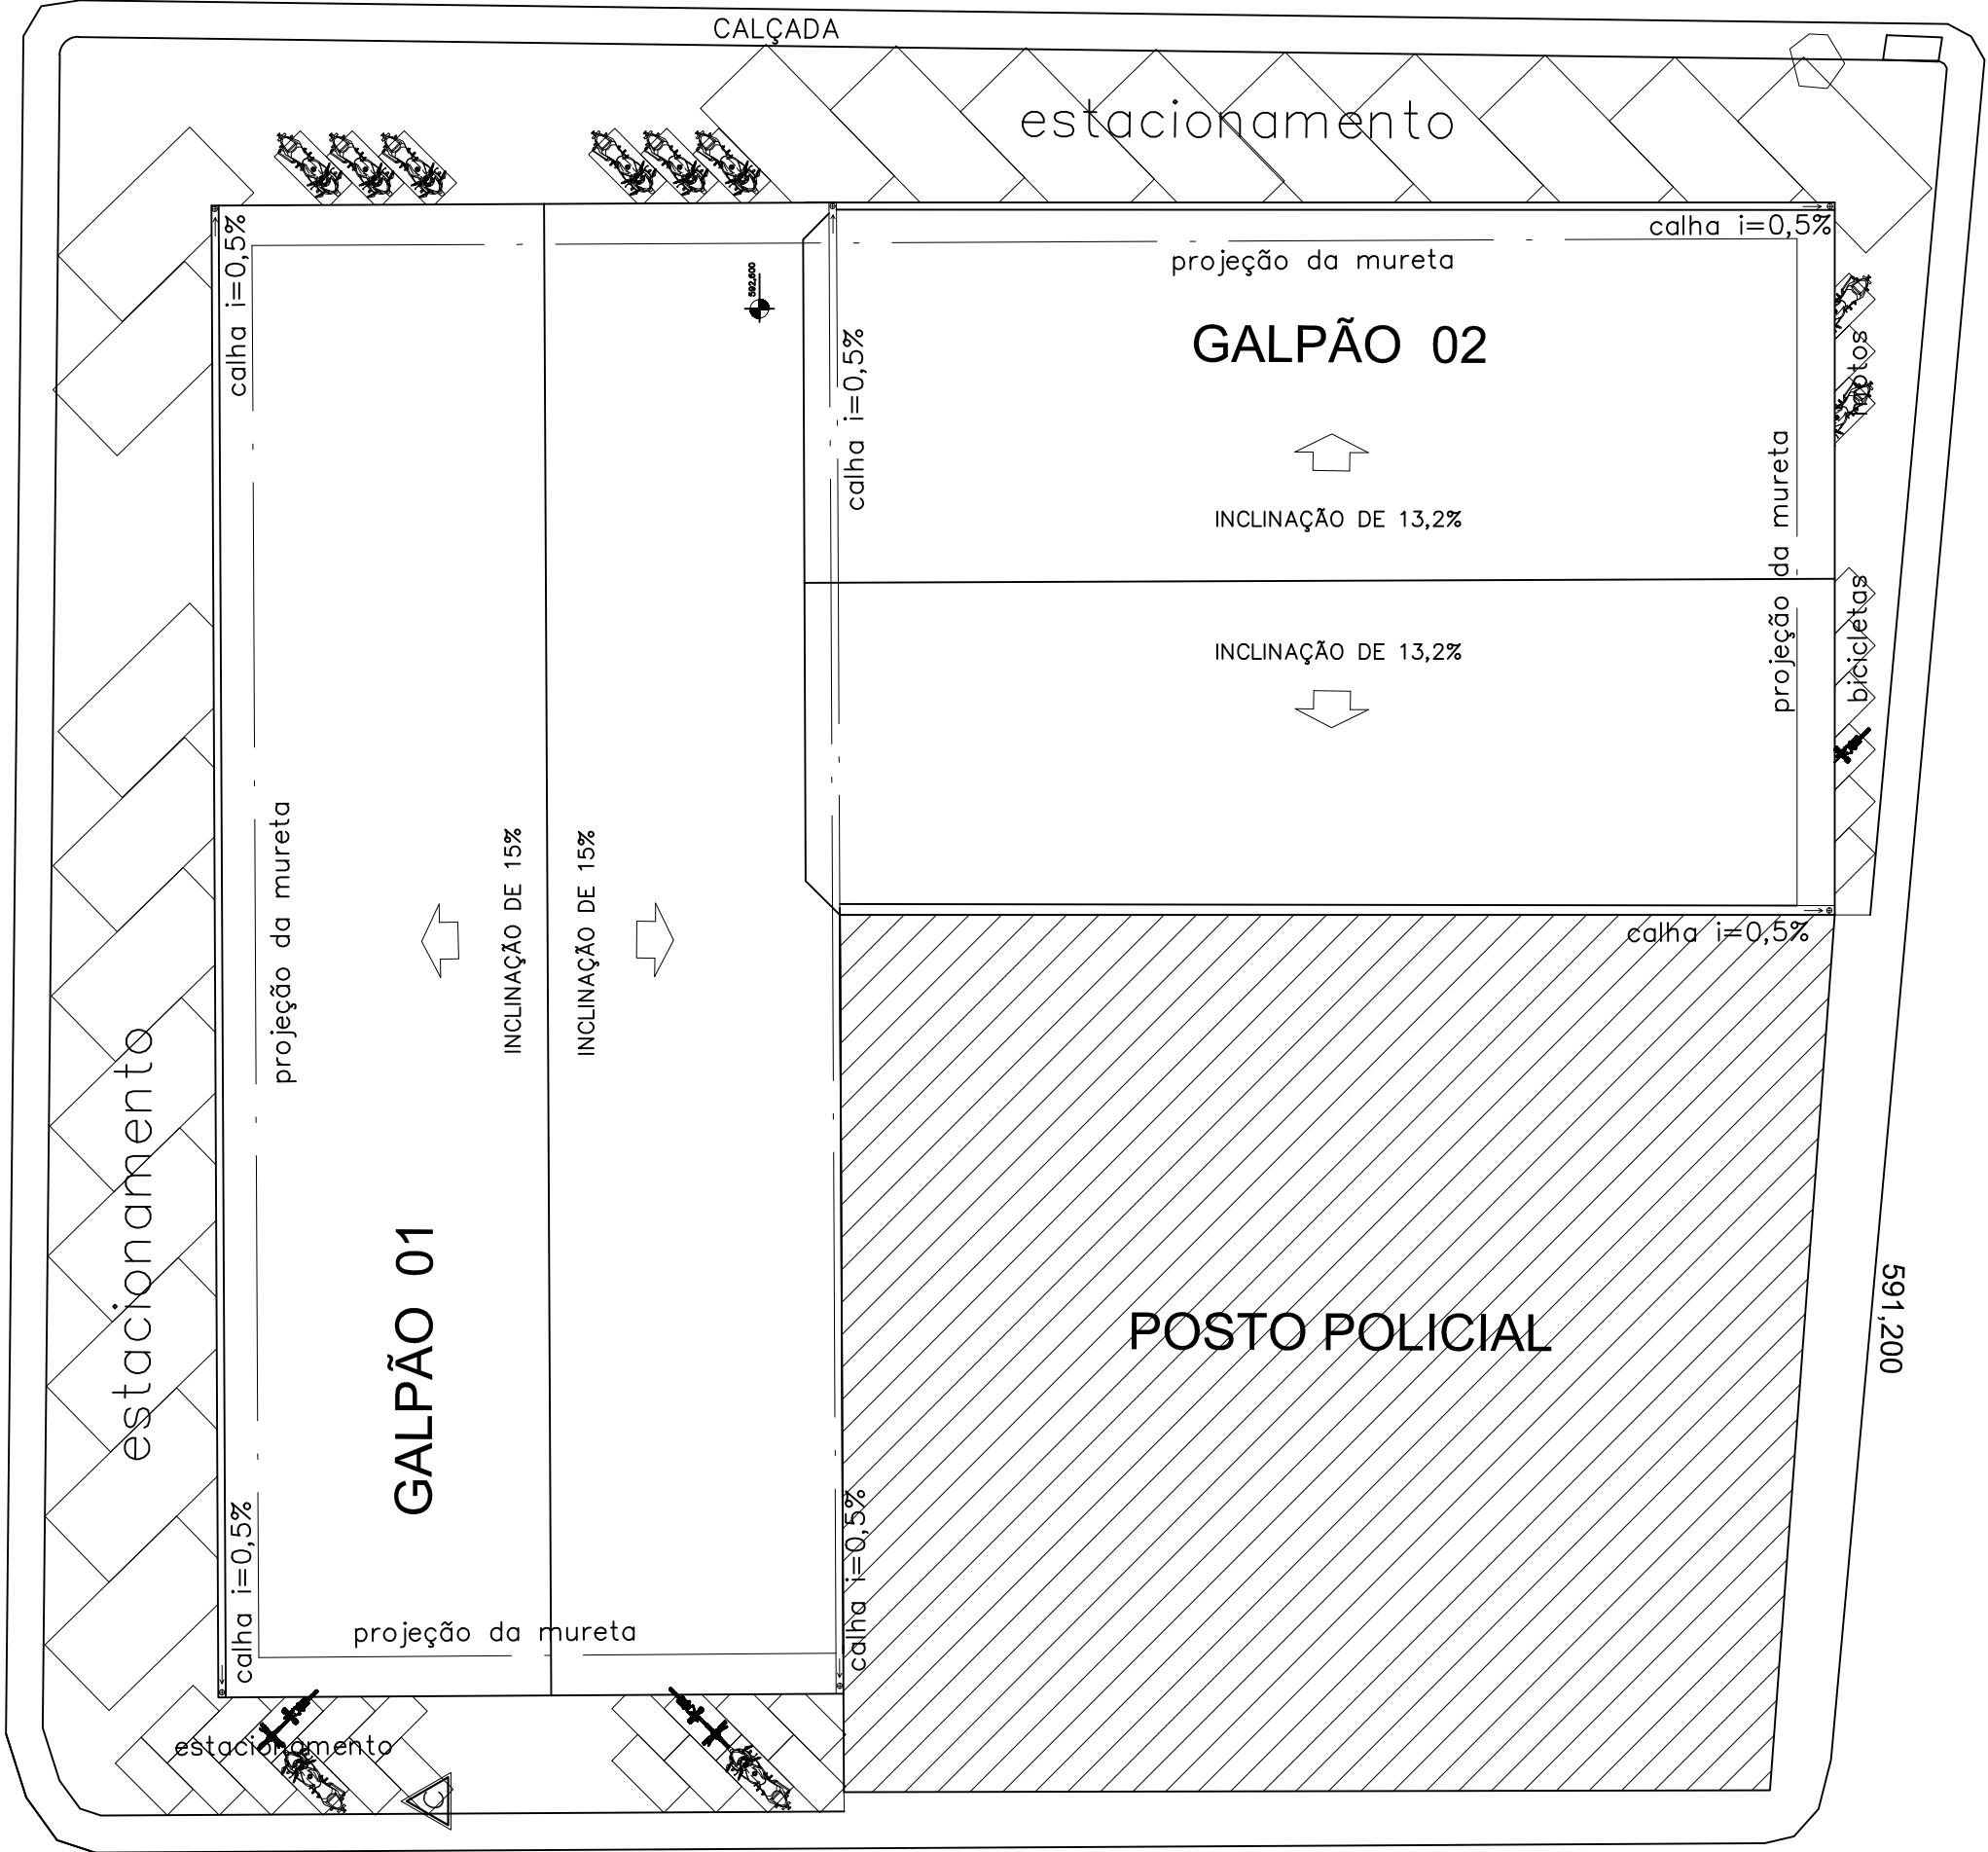 CALÇADA
estacionamento
calha i=0,5%
calha i=0,5%
projeção da mureta
592,600
GALPÃO 02
calha i=0,5%
motos
INCLINAÇÃO DE 13,2%
projeção da mureta
bicicletas
INCLINAÇÃO DE 13,2%
projeção da mureta
INCLINAÇÃO DE 15%
INCLINAÇÃO DE 15%
calha i=0,5%
estacionamento
GALPÃO 01
POSTO POLICIAL
591,200
calha i=0,5%
calha i=0,5%
projeção da mureta
estacionamento
C